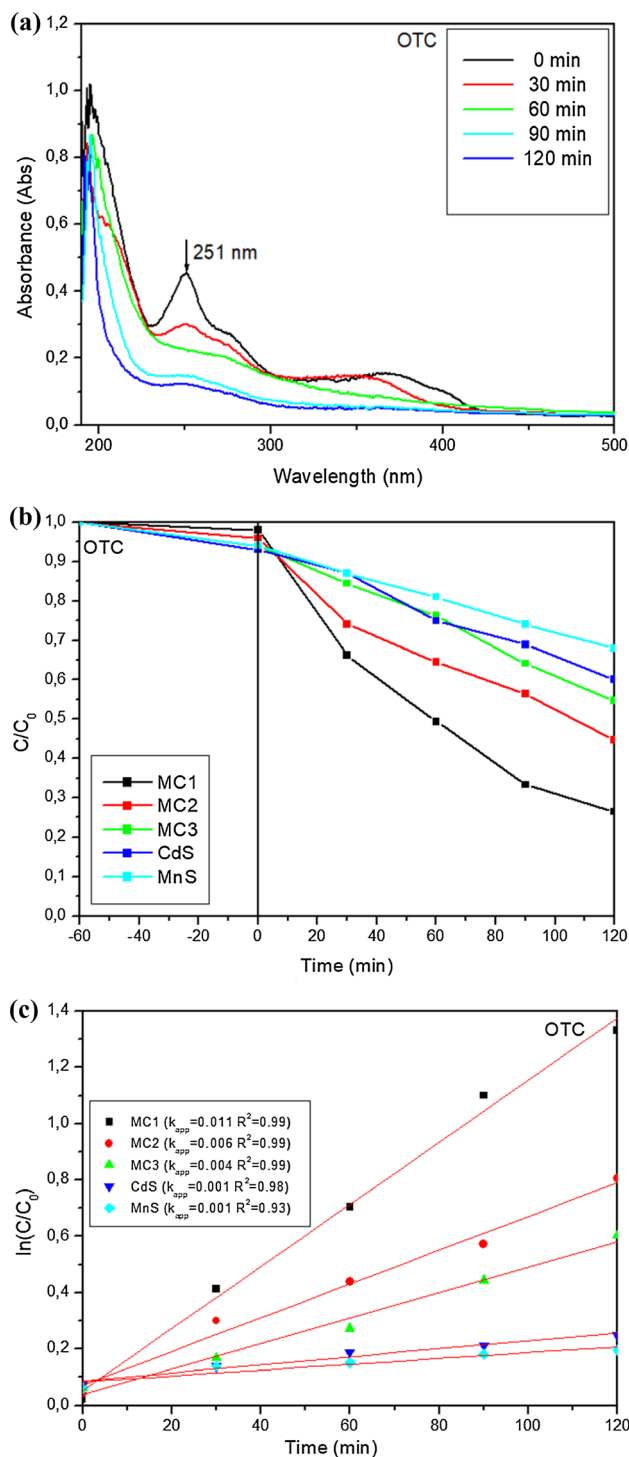 (a)
OTC
0 min
30 min
60 min
90 min
120 min
251 nm
Absorbance (Abs)
1,2
1,0
0,8
0,6
0,4
0,2
0,0
200 300 400 500
Wavelength (nm)
(b)
OTC
C/C0
1,0
0,9
0,8
0,7
0,6
0,5
0,4
0,3
0,2
0,1
0,0
MC1
MC2
MC3
CdS
MnS
-60 -40 -20 0 20 40 60 80 100 120
Time (min)
(c)
OTC
ln(C/C0)
1,4
1,2
1,0
0,8
0,6
0,4
0,2
0,0
MC1 (kapp=0.011 R2=0.99)
MC2 (kapp=0.006 R2=0.99)
MC3 (kapp=0.004 R2=0.99)
CdS (kapp=0.001 R2=0.98)
MnS (kapp=0.001 R2=0.93)
0 20 40 60 80 100 120
Time (min)